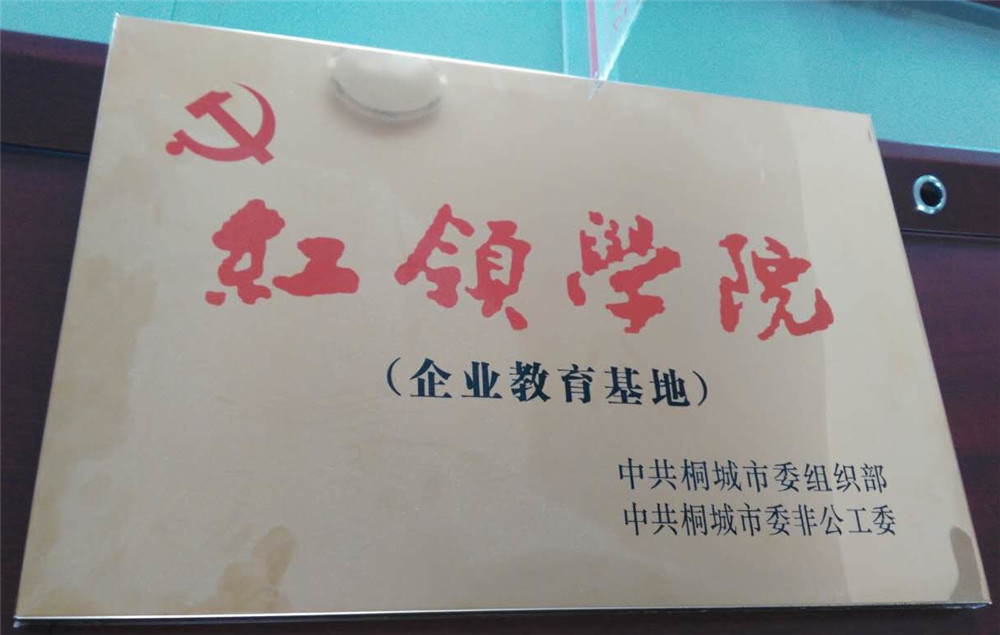 红领学院
（企业教育基地）
中共桐城市委组织部
中共桐城市委非公工委